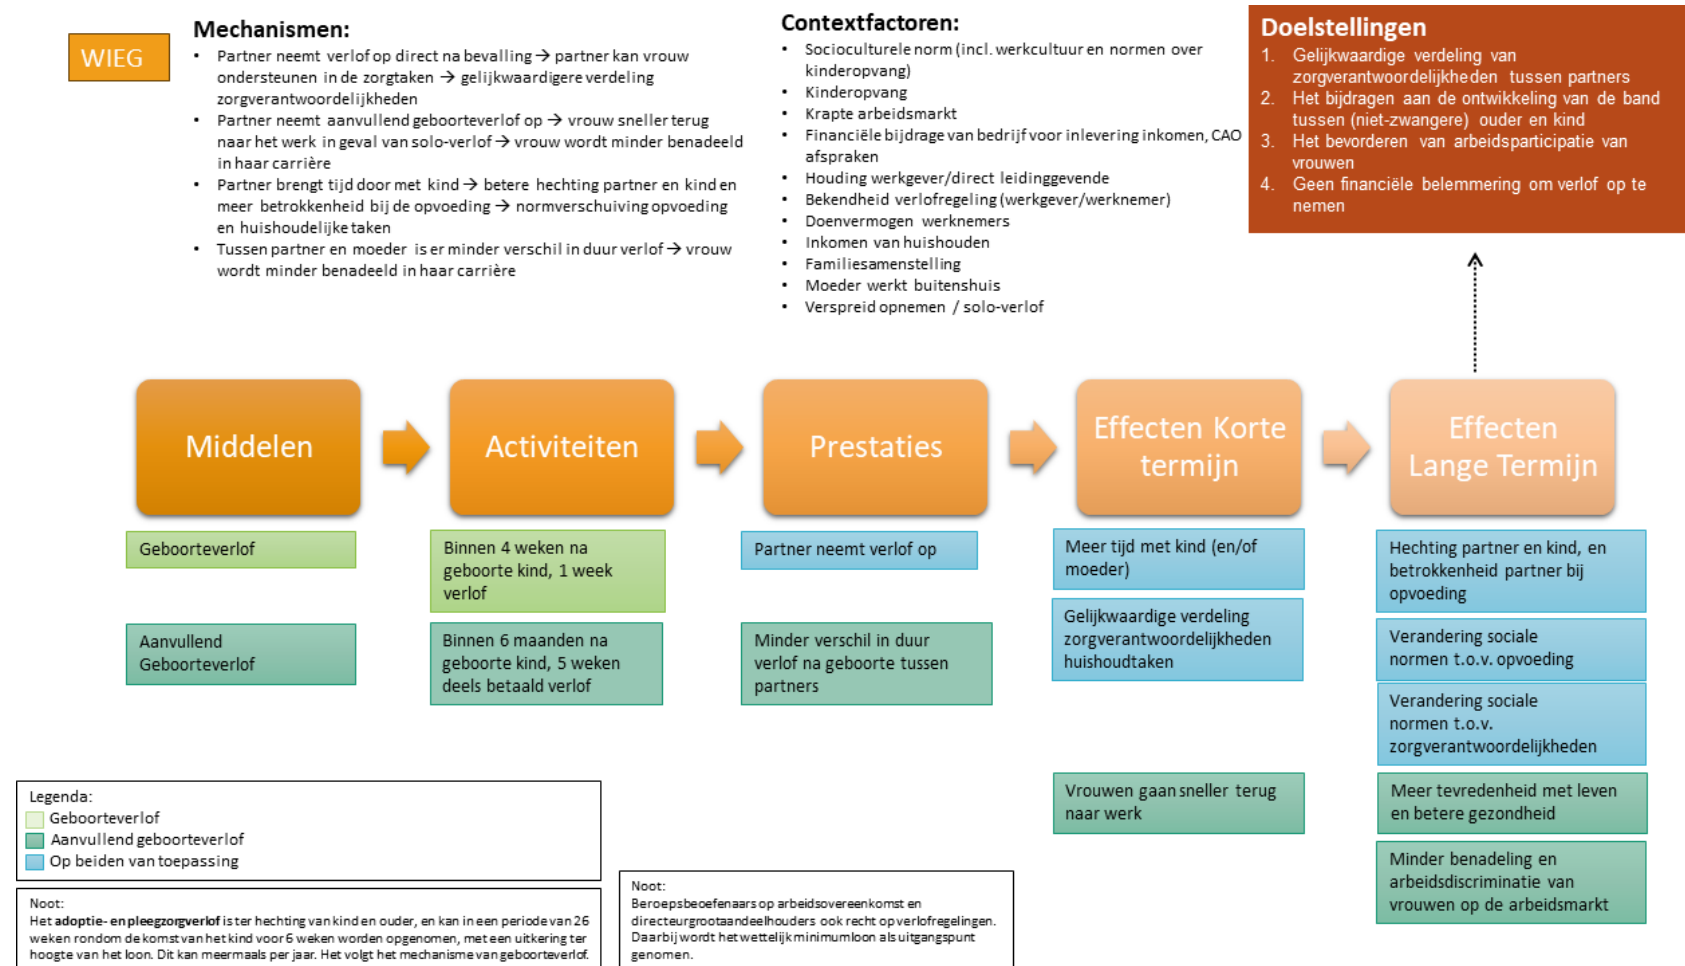 WIEG
Mechismen:
• Partner neemt verlof op direct na bevalling → partner kan vrouw
ondersteunen in de zorgtaken → gelijkwaardigere verdeling
zorgverantwoordelijkheden
• Partner neemt aanvullend geboorteverlof op → vrouw sneller terug
naar het werk in geval van solo-verlof → vrouw wordt minder benadeeld
in haar carrière
• Partner brengt tijd door met kind → betere hechting partner en kind en
meer betrokkenheid bij de opvoeding → normverschuiving opvoeding
en huishoudelijke taken
• Tussen partner en moeder is er minder verschil in duur verlof → vrouw
wordt minder benadeeld in haar carrière
Contextfactoren:
• Socioculturele norm (incl. werkcultuur en normen over
kinderopvang)
• Kinderopvang
• Krapte arbeidsmarkt
• Financiële bijdrage van bedrijf voor inlevering inkomen, CAO
afspraken
• Houding werkgever/direct leidinggevende
• Bekendheid verlofregeling (werkgever/werknemer)
• Doenvermogen werknemers
• Inkomen van huishouden
• Familiesamenstelling
• Moeder werkt buitenshuis
• Verspreid opnemen / solo-verlof
Doelstellingen
1. Gelijkwaardige verdeling van
zorgverantwoordelijkheden tussen partners
2. Het bijdragen aan de ontwikkeling van de band
tussen (niet-zwangere) ouder en kind
3. Het bevorderen van arbeidsparticipatie van
vrouwen
4. Geen financiële belemmering om verlof op te
nemen
Middelen
Activiteiten
Prestaties
Effecten Korte
termijn
Effecten
Lange Termijn
Geboorteverlof
Aanvullend
Geboorteverlof
Binnen 4 weken na
geboorte kind, 1 week
verlof
Binnen 6 maanden na
geboorte kind, 5 weken
deels betaald verlof
Partner neemt verlof op
Minder verschil in duur
verlof na geboorte tussen
partners
Meer tijd met kind (en/of
moeder)
Gelijkwaardige verdeling
zorgverantwoordelijkheden
huishoudtaken
Vrouwen gaan sneller terug
naar werk
Hechting partner en kind, en
betrokkenheid partner bij
opvoeding
Verandering sociale
normen t.o.v. opvoeding
Verandering sociale
normen t.o.v.
zorgverantwoordelijkheden
Meer tevredenheid met leven
en betere gezondheid
Minder benadeling en
arbeidsdiscriminatie van
vrouwen op de arbeidsmarkt
Legenda:
Geboorteverlof
Aanvullend geboorteverlof
Op beiden van toepassing
Noot:
Het adoptie- en pleegzorgverlof is ter hechting van kind en ouder, en kan in een periode van 26
weken rondom de komst van het kind voor 6 weken worden opgenomen, met een uitkering ter
hoogte van het loon. Dit kan meermaals per jaar. Het volgt het mechanisme van geboorteverlof.
Noot:
Beroepsbeoefenaars op arbeidsovereenkomst en
directeurgrootaandeelhouders ook recht op verlofregelingen.
Daarbij wordt het wettelijk minimumloon als uitgangspunt
genomen.